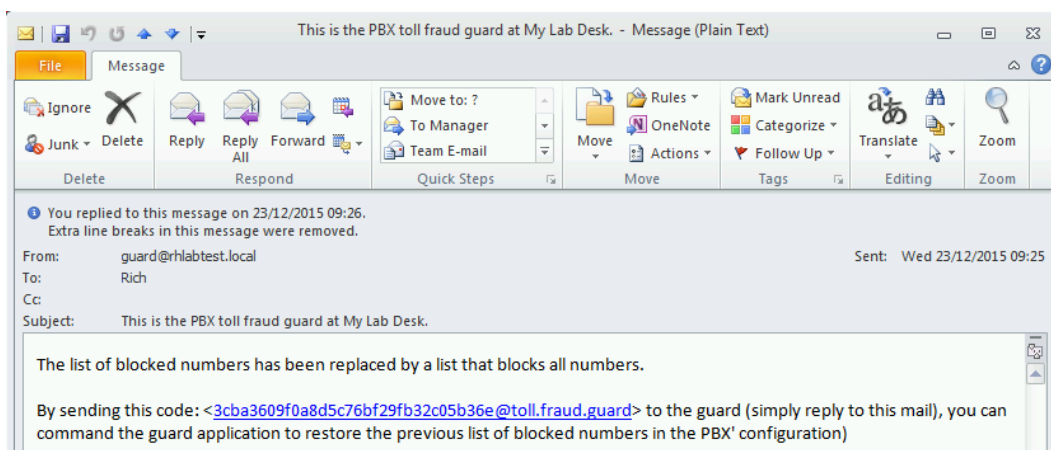 This is the PBX toll fraud guard at My Lab Desk. - Message (Plain Text)
File Message
Ignore
Junk
Delete
Reply
Reply All
Forward
Move to: ?
To Manager
Team E-mail
Move
Rules
OneNote
Actions
Mark Unread
Categorize
Follow Up
Translate
Zoom
Delete Respond Quick Steps Move Tags Editing Zoom
You replied to this message on 23/12/2015 09:26.
Extra line breaks in this message were removed.
From: guard@rhlabtest.local Sent: Wed 23/12/2015 09:25
To: Rich
Cc:
Subject: This is the PBX toll fraud guard at My Lab Desk.
The list of blocked numbers has been replaced by a list that blocks all numbers.
By sending this code: <3cba3609f0a8d5c76bf29fb32c05b36e@toll.fraud.guard> to the guard (simply reply to this mail), you can
command the guard application to restore the previous list of blocked numbers in the PBX' configuration)